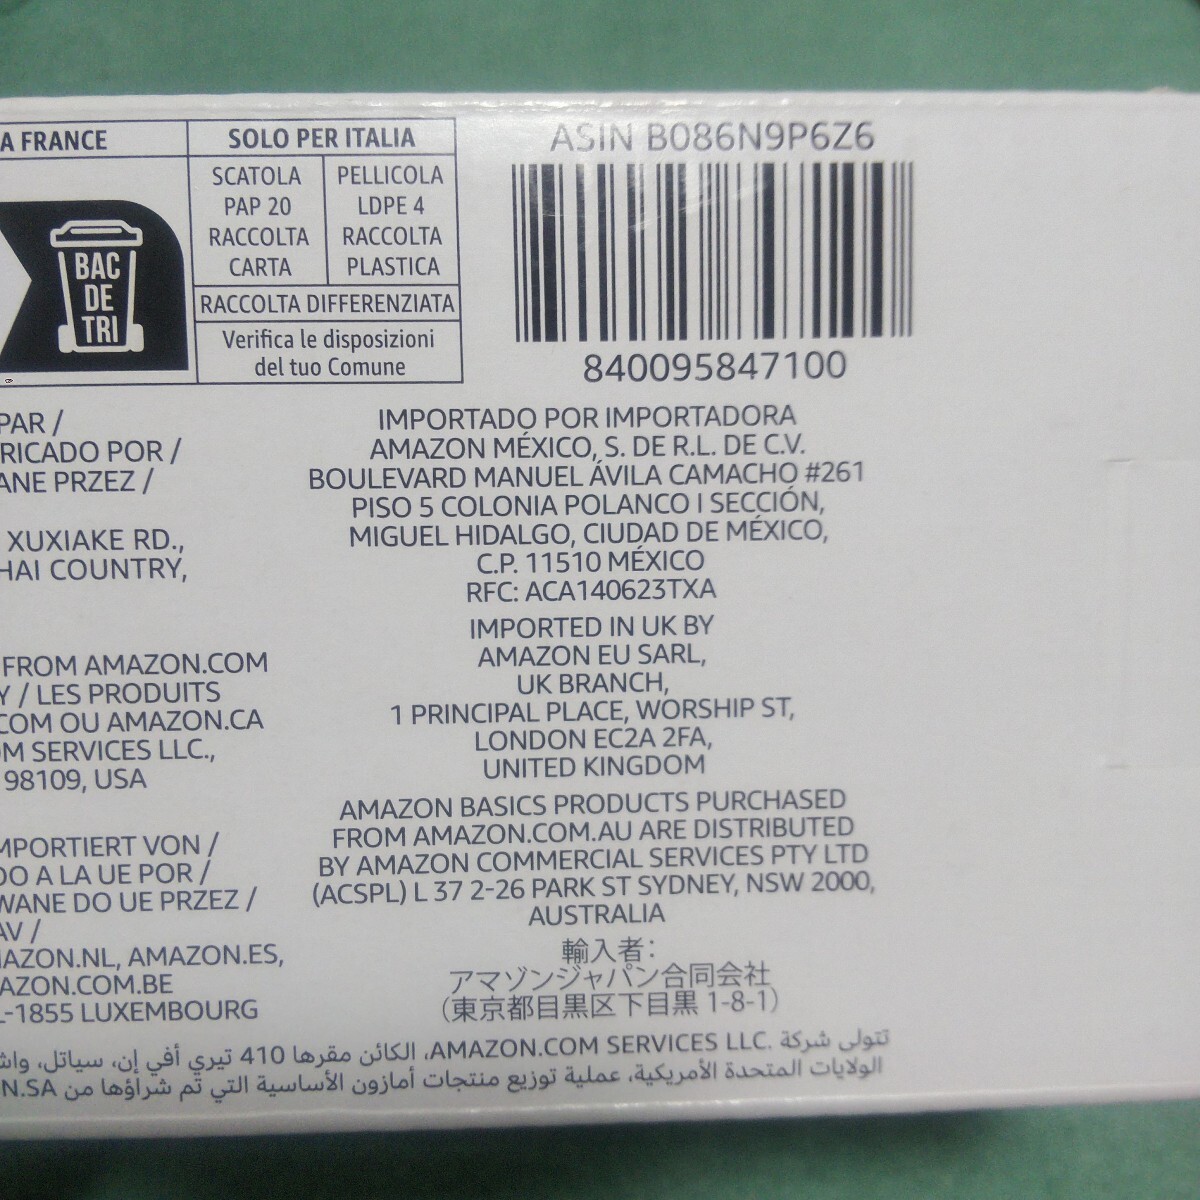 A FRANCE
BAC
DE
TRI
SOLO PER ITALIA
SCATOLA
PAP 20
RACCOLTA
CARTA
PELLICOLA
LDPE 4
RACCOLTA
PLASTICA
RACCOLTA DIFFERENZIATA
Verifica le disposizioni
del tuo Comune
ASIN B086N9P6Z6
840095847100
PAR /
RICADO POR /
ANE PRZEZ /
XUXIAKE RD.,
HAI COUNTRY,
FROM AMAZON.COM
Y / LES PRODUITS
.COM OU AMAZON.CA
OM SERVICES LLC.,
98109, USA
MPORTIERT VON /
DO A LA UE POR /
WANE DO UE PRZEZ /
AV /
AZON.NL, AMAZON.ES,
AZON.COM.BE
L-1855 LUXEMBOURG
IMPORTADO POR IMPORTADORA
AMAZON MÉXICO, S. DE R.L. DE C.V.
BOULEVARD MANUEL ÁVILA CAMACHO #261
PISO 5 COLONIA POLANCO I SECCIÓN,
MIGUEL HIDALGO, CIUDAD DE MÉXICO,
C.P. 11510 MÉXICO
RFC: ACA140623TXA
IMPORTED IN UK BY
AMAZON EU SARL,
UK BRANCH,
1 PRINCIPAL PLACE, WORSHIP ST,
LONDON EC2A 2FA,
UNITED KINGDOM
AMAZON BASICS PRODUCTS PURCHASED
FROM AMAZON.COM.AU ARE DISTRIBUTED
BY AMAZON COMMERCIAL SERVICES PTY LTD
(ACSPL) L 37 2-26 PARK ST SYDNEY, NSW 2000,
AUSTRALIA
輸入者：
アマゾンジャパン合同会社
（東京都目黒区下目黒 1-8-1）
تتولى شركة .AMAZON.COM SERVICES LLC، الكائن مقرها 410 تيري أفي إن، سياتل، واش
الولايات المتحدة الأمريكية، عملية توزيع منتجات أمازون الأساسية التي تم شراؤها من N.SA